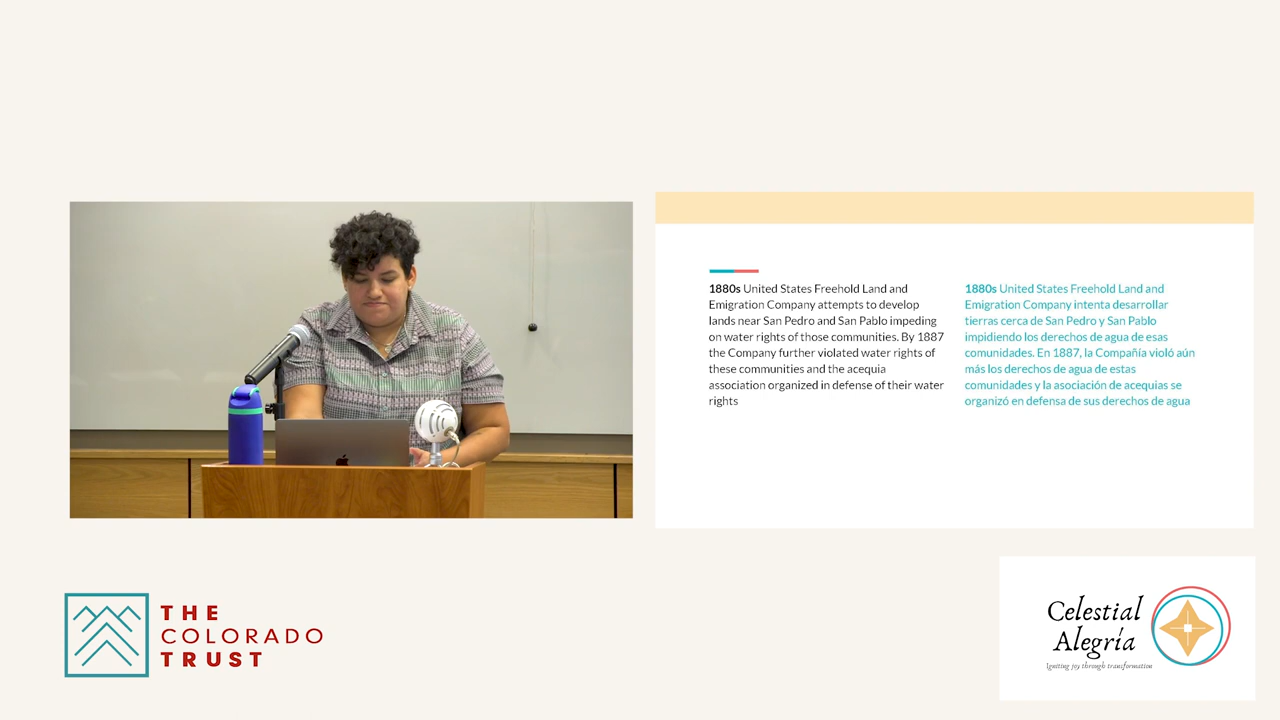 1880s United States Freehold Land and
Emigration Company attempts to develop
lands near San Pedro and San Pablo impeding
on water rights of those communities. By 1887
the Company further violated water rights of
these communities and the acequia
association organized in defense of their water
rights
1880s United States Freehold Land and
Emigration Company intenta desarrollar
tierras cerca de San Pedro y San Pablo
impidiendo los derechos de agua de esas
comunidades. En 1887, la Compañía violó aún
más los derechos de agua de estas
comunidades y la asociación de acequias se
organizó en defensa de sus derechos de agua
THE
COLORADO
TRUST
Celestial
Alegría
Igniting joy through transformation